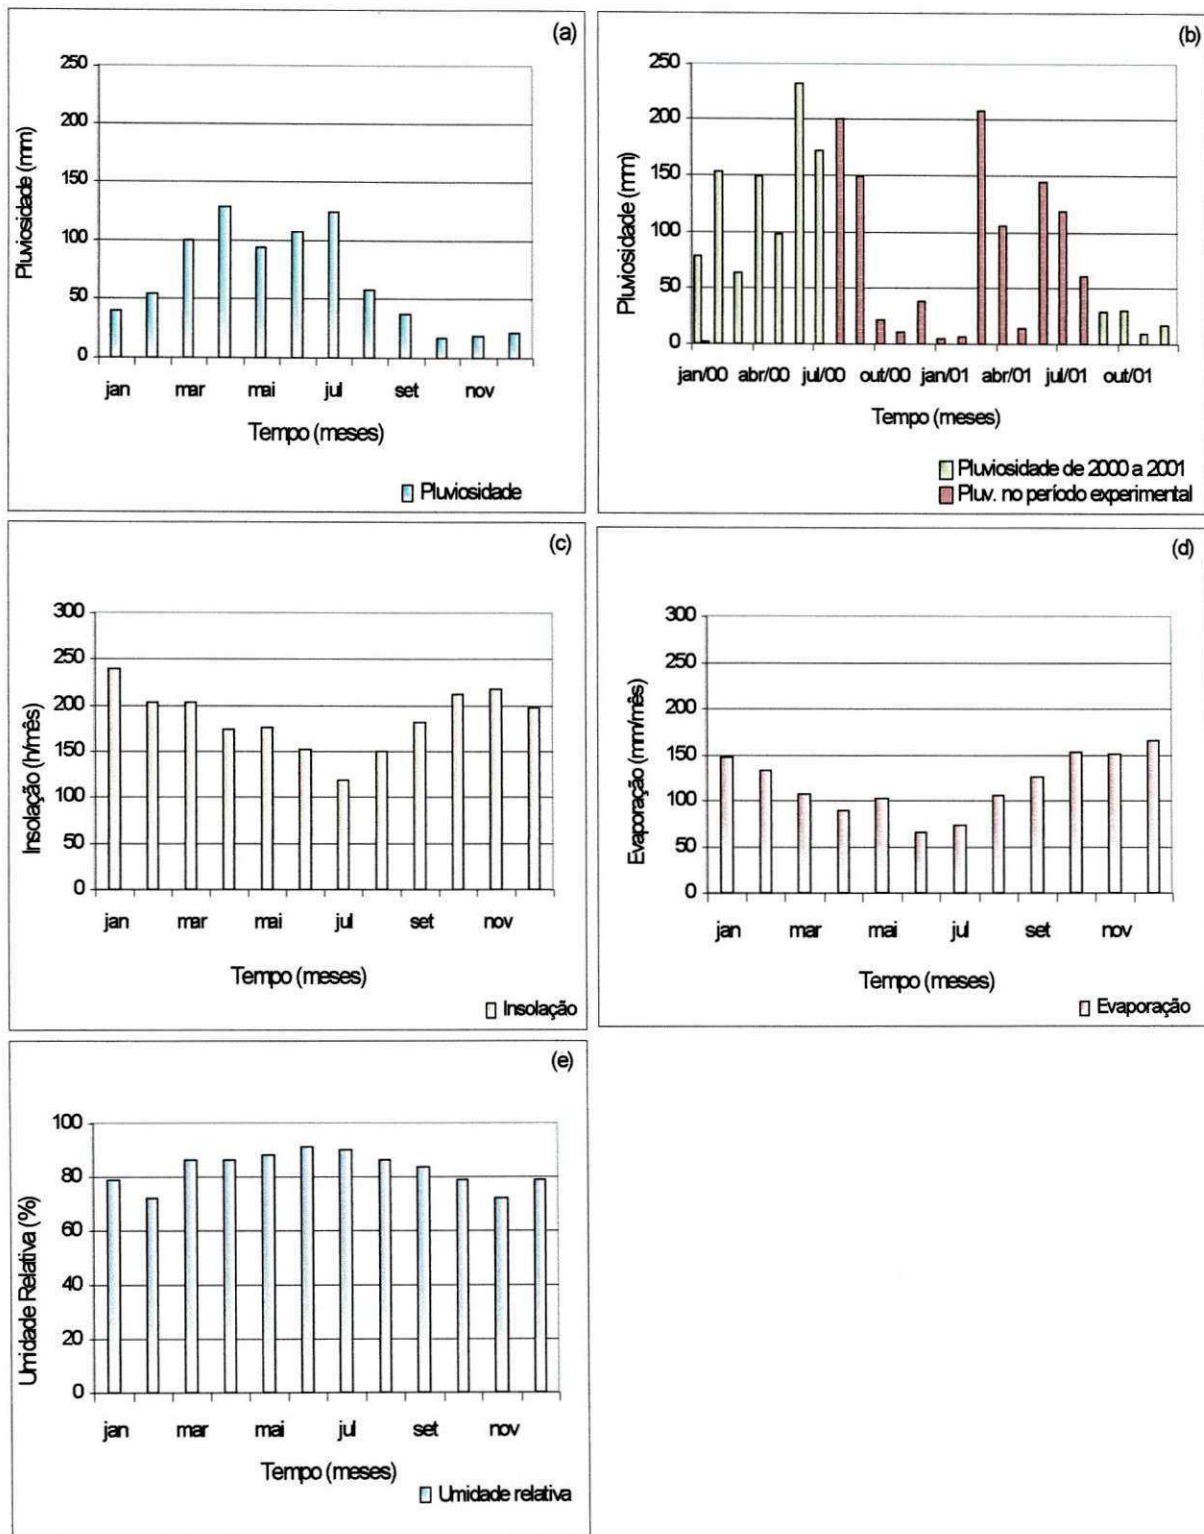 (a)
Pluviosidade (mm)
250
200
150
100
50
0
jan mar mai jul set nov
Tempo (meses)
Pluviosidade
(b)
Pluviosidade (mm)
250
200
150
100
50
0
jan/00 abr/00 jul/00 out/00 jan/01 abr/01 jul/01 out/01
Tempo (meses)
Pluviosidade de 2000 a 2001
Pluv. no período experimental
(c)
Insolação (h/mês)
300
250
200
150
100
50
0
jan mar mai jul set nov
Tempo (meses)
Insolação
(d)
Evaporação (mm/mês)
300
250
200
150
100
50
0
jan mar mai jul set nov
Tempo (meses)
Evaporação
(e)
Umidade Relativa (%)
100
80
60
40
20
0
jan mar mai jul set nov
Tempo (meses)
Umidade relativa